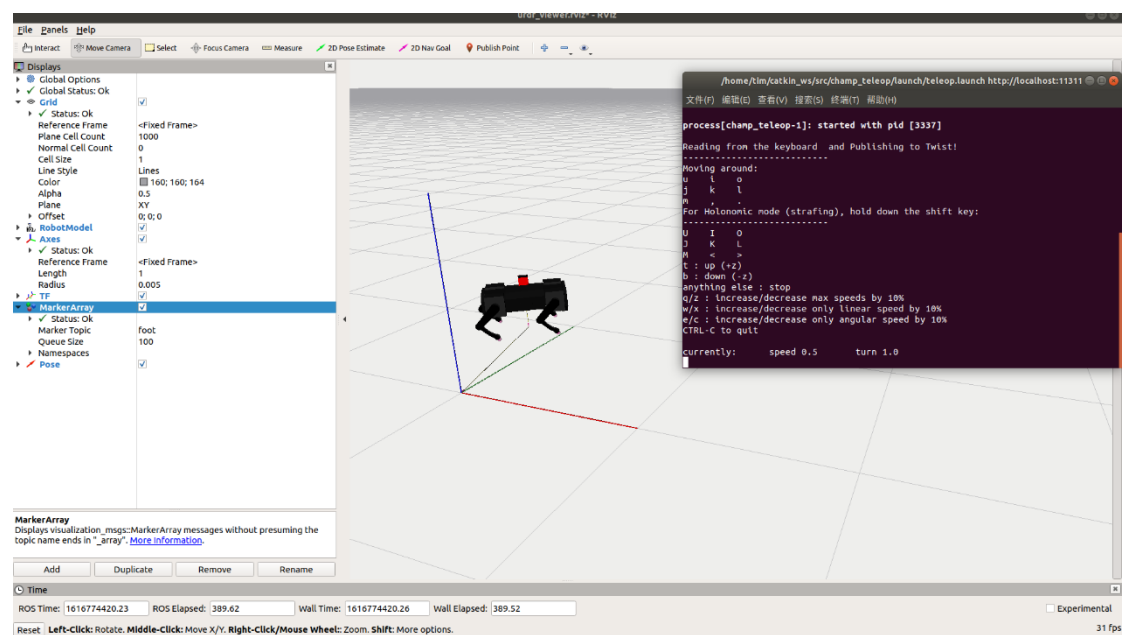 urdf_viewer.rviz* - RViz
File Panels Help
Interact Move Camera Select Focus Camera Measure 2D Pose Estimate 2D Nav Goal Publish Point
Displays
Global Options
Global Status: Ok
Grid
Status: Ok
Reference Frame <Fixed Frame>
Plane Cell Count 1000
Normal Cell Count 0
Cell Size 1
Line Style Lines
Color 160; 160; 164
Alpha 0.5
Plane XY
Offset 0; 0; 0
RobotModel
Axes
Status: Ok
Reference Frame <Fixed Frame>
Length 1
Radius 0.005
TF
MarkerArray
Status: Ok
Marker Topic foot
Queue Size 100
Namespaces
Pose
MarkerArray
Displays visualization_msgs::MarkerArray messages without presuming the
topic name ends in "_array". More Information.
Add Duplicate Remove Rename
/home/tim/catkin_ws/src/champ_teleop/launch/teleop.launch http://localhost:11311
文件(F) 编辑(E) 查看(V) 搜索(S) 终端(T) 帮助(H)
process[champ_teleop-1]: started with pid [3337]
Reading from the keyboard and Publishing to Twist!
---------------------------
Moving around:
u i o
j k l
m , .
For Holonomic mode (strafing), hold down the shift key:
---------------------------
U I O
J K L
M < >
t : up (+z)
b : down (-z)
anything else : stop
q/z : increase/decrease max speeds by 10%
w/x : increase/decrease only linear speed by 10%
e/c : increase/decrease only angular speed by 10%
CTRL-C to quit
currently: speed 0.5 turn 1.0
Time
ROS Time: 1616774420.23 ROS Elapsed: 389.62 Wall Time: 1616774420.26 Wall Elapsed: 389.52 Experimental
Reset Left-Click: Rotate. Middle-Click: Move X/Y. Right-Click/Mouse Wheel:: Zoom. Shift: More options. 31 fps